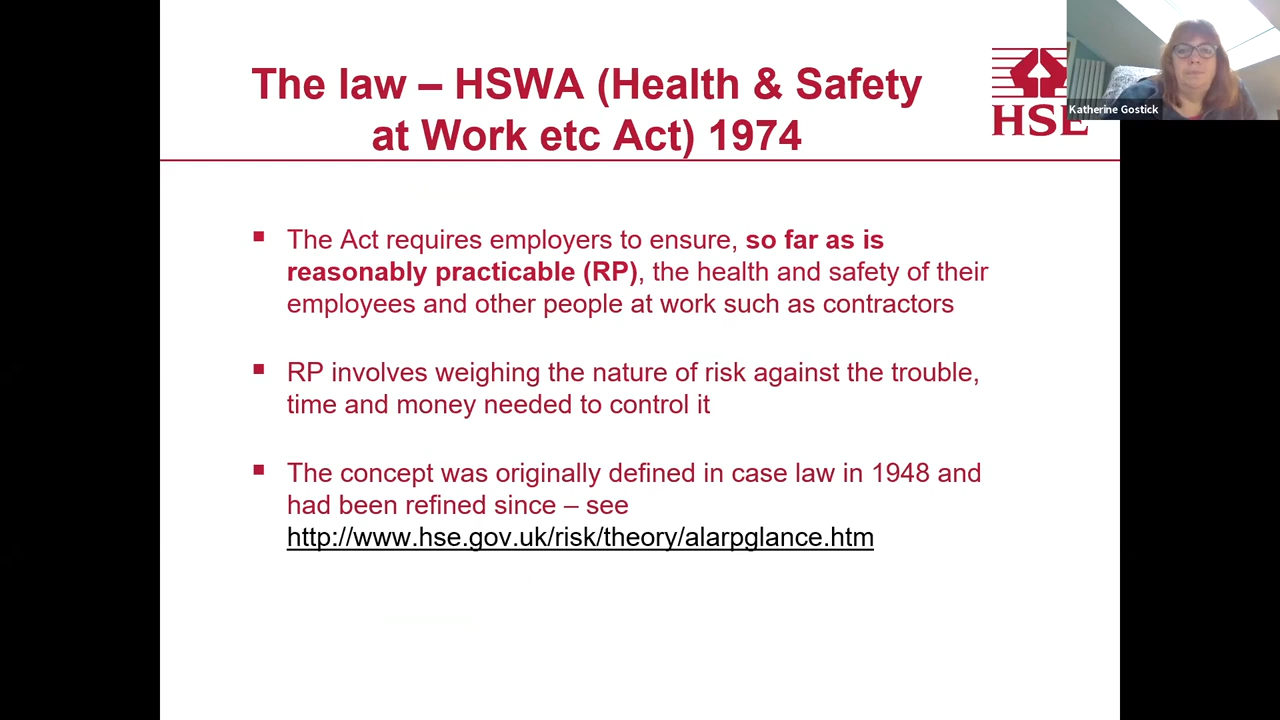 The law – HSWA (Health & Safety
at Work etc Act) 1974
HSE
Katherine Gostick
▪ The Act requires employers to ensure, so far as is
reasonably practicable (RP), the health and safety of their
employees and other people at work such as contractors
▪ RP involves weighing the nature of risk against the trouble,
time and money needed to control it
▪ The concept was originally defined in case law in 1948 and
had been refined since – see
http://www.hse.gov.uk/risk/theory/alarpglance.htm